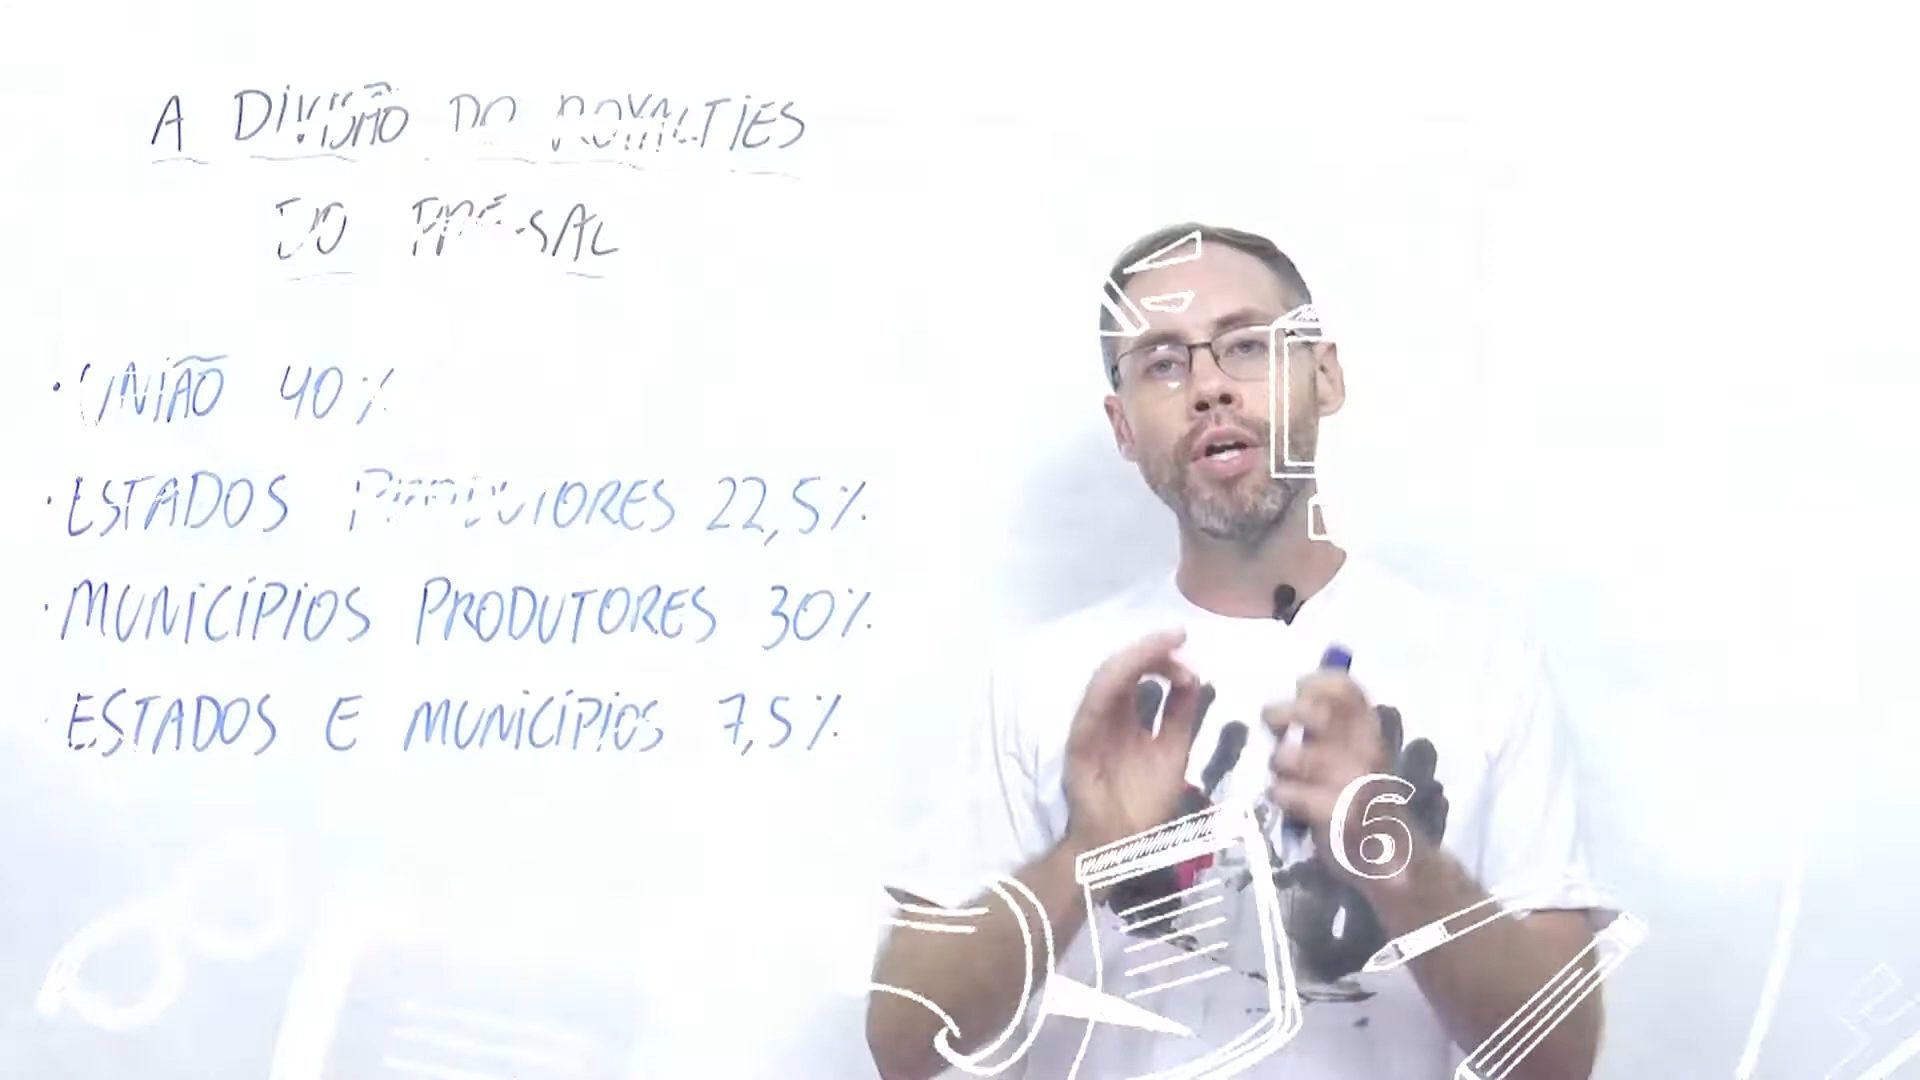 A DIVISÃO DO ROYALTIES
DO PRÉ-SAL
· UNIÃO 40%
· ESTADOS PRODUTORES 22,5%
· MUNICÍPIOS PRODUTORES 30%
· ESTADOS E MUNICÍPIOS 7,5%
6